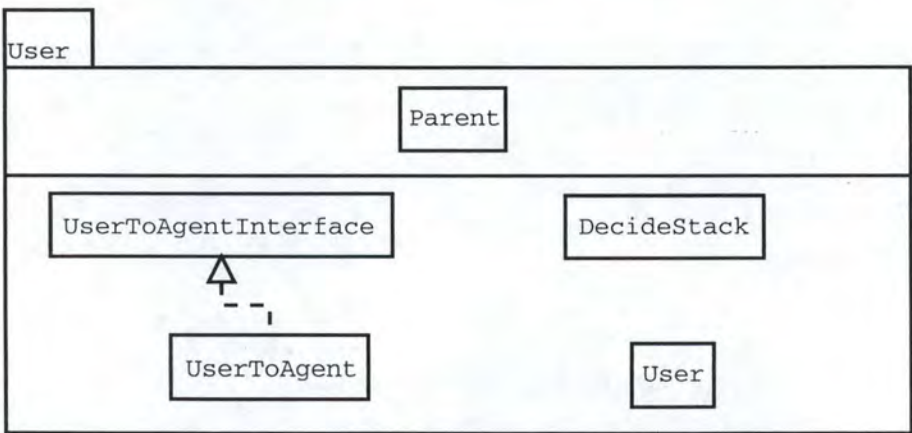 User
Parent
UserToAgentInterface
DecideStack
UserToAgent
User